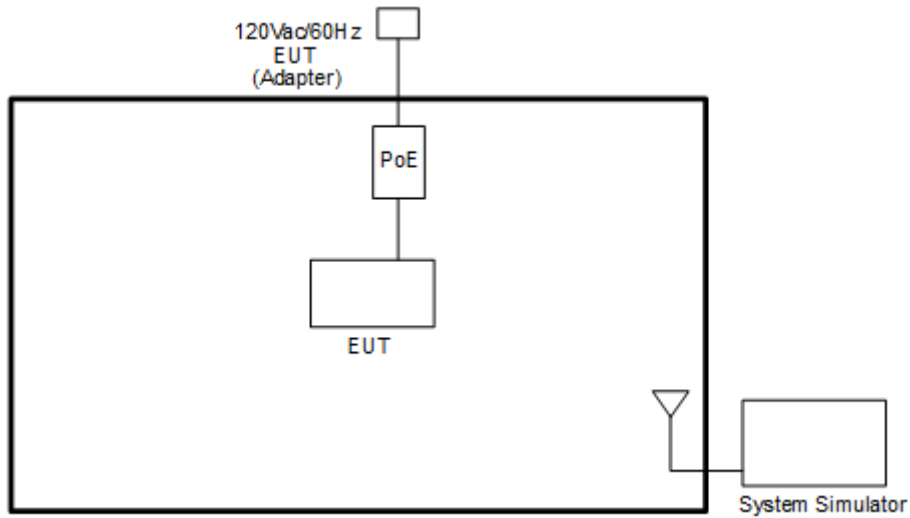 120Vac/60Hz
EUT
(Adapter)
PoE
EUT
System Simulator